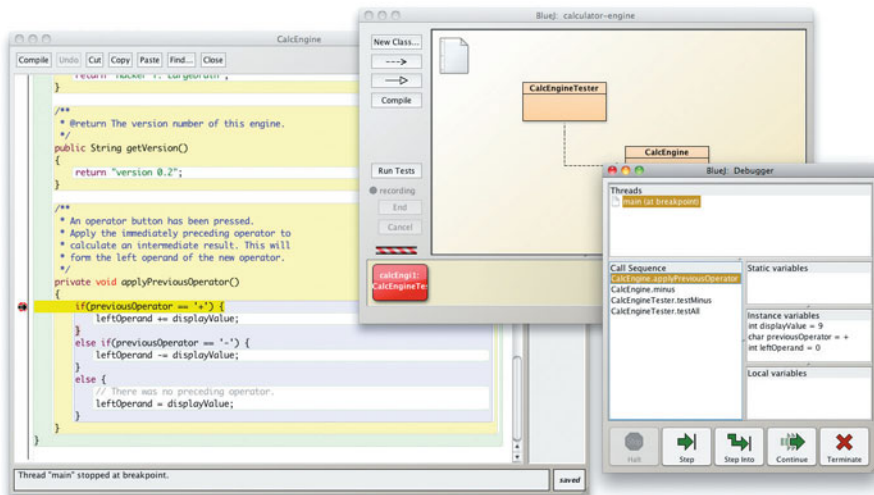 CalcEngine
Compile Undo Cut Copy Paste Find... Close
return "Hacker T. Largebrain";
}
/**
* @return The version number of this engine.
*/
public String getVersion()
{
return "version 0.2";
}
/**
* An operator button has been pressed.
* Apply the immediately preceding operator to
* calculate an intermediate result. This will
* form the left operand of the new operator.
*/
private void applyPreviousOperator()
{
if(previousOperator == '+') {
leftOperand += displayValue;
}
else if(previousOperator == '-') {
leftOperand -= displayValue;
}
else {
// There was no preceding operator.
leftOperand = displayValue;
}
}
}
Thread "main" stopped at breakpoint.
saved
BlueJ: calculator-engine
New Class...
Compile
Run Tests
recording
End
Cancel
CalcEngineTester
CalcEngine
calcEngi1:
CalcEngineTes
BlueJ: Debugger
Threads
main (at breakpoint)
Call Sequence
CalcEngine.applyPreviousOperator
CalcEngine.minus
CalcEngineTester.testMinus
CalcEngineTester.testAll
Static variables
Instance variables
int displayValue = 9
char previousOperator = +
int leftOperand = 0
Local variables
Halt Step Step Into Continue Terminate